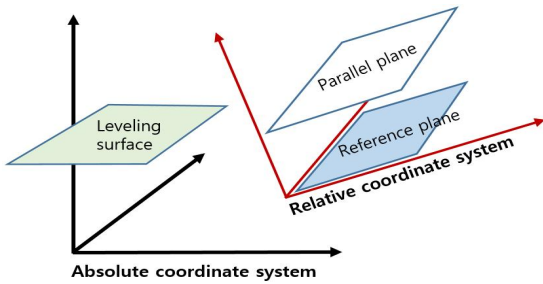 Leveling
surface
Absolute coordinate system
Parallel plane
Reference plane
Relative coordinate system